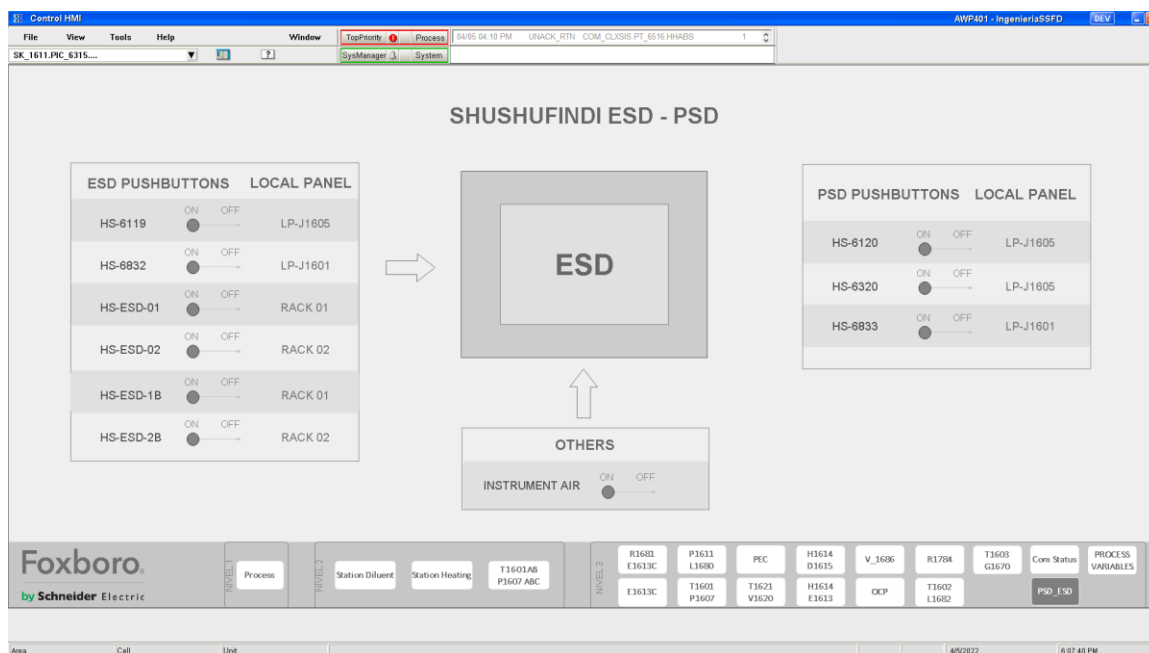 Control HMI
AWP401 - IngenieriaSSFD
DEV
File View Tools Help Window
TopPriority Process
04/05 04:10 PM UNACK_RTN COM_CLXSIS:PT_6516.HHABS 1
SK_1611.PIC_6315....
?
SysManager System
SHUSHUFINDI ESD - PSD
ESD PUSHBUTTONS LOCAL PANEL
ON OFF
HS-6119 LP-J1605
ON OFF
HS-6832 LP-J1601
ON OFF
HS-ESD-01 RACK 01
ON OFF
HS-ESD-02 RACK 02
ON OFF
HS-ESD-1B RACK 01
ON OFF
HS-ESD-2B RACK 02
ESD
OTHERS
ON OFF
INSTRUMENT AIR
PSD PUSHBUTTONS LOCAL PANEL
ON OFF
HS-6120 LP-J1605
ON OFF
HS-6320 LP-J1605
ON OFF
HS-6833 LP-J1601
Foxboro.
by Schneider Electric
NIVEL 1
Process
NIVEL 2
Station Diluent
Station Heating
T1601AB
P1607 ABC
NIVEL 3
R1681
E1613C
P1611
L1680
PEC
H1614
D1615
V_1686
R1784
T1603
G1670
Com Status
PROCESS
VARIABLES
E1613C
T1601
P1607
T1621
V1620
H1614
E1613
OCP
T1602
L1682
PSD_ESD
Area Cell Unit 4/5/2022 6:07:40 PM